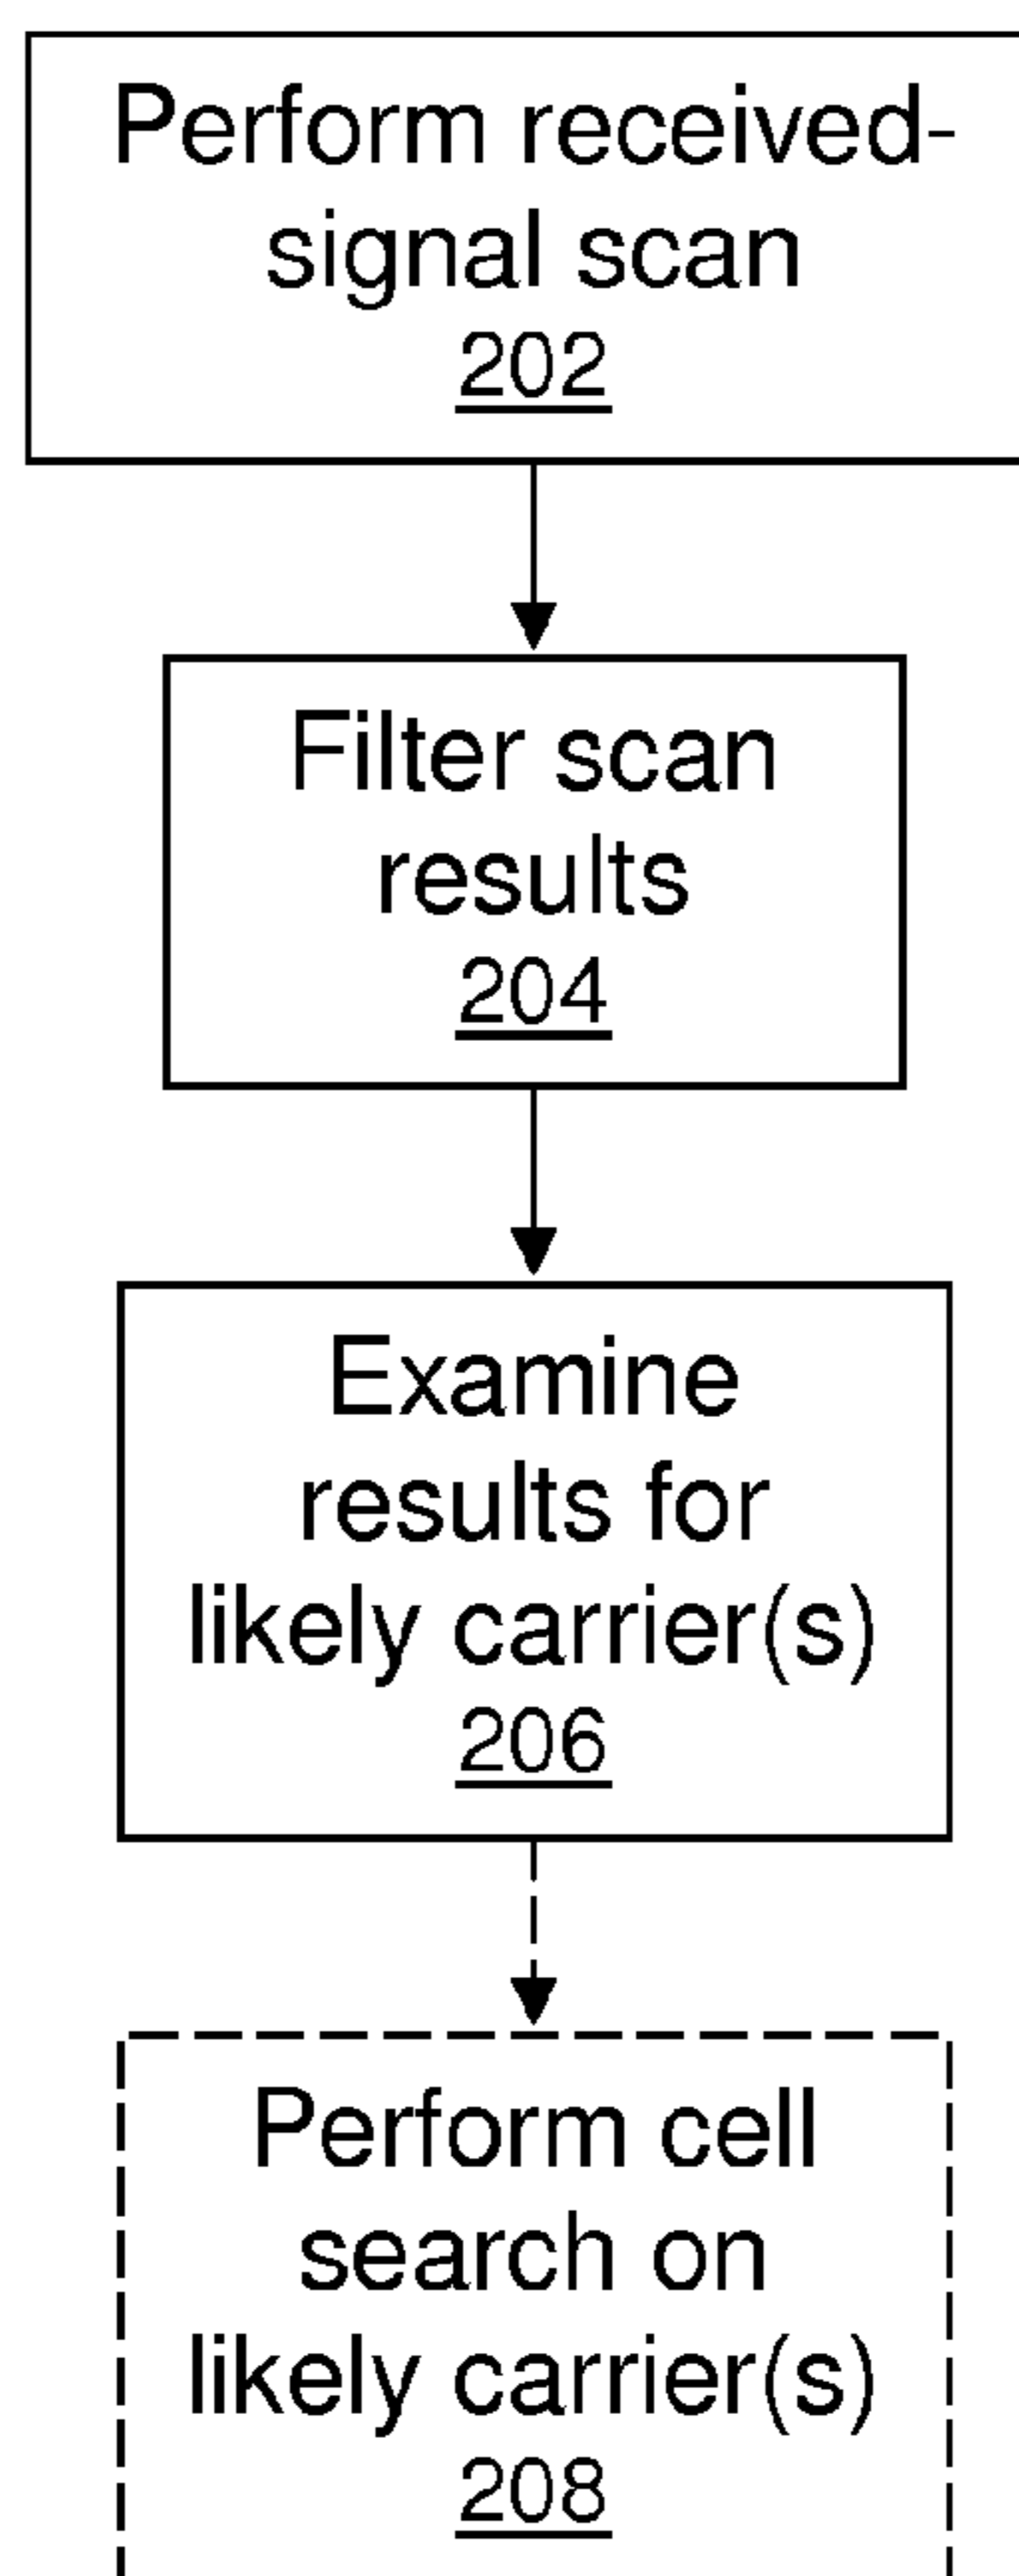 Perform received-
signal scan
202
Filter scan
results
204
Examine
results for
likely carrier(s)
206
Perform cell
search on
likely carrier(s)
208